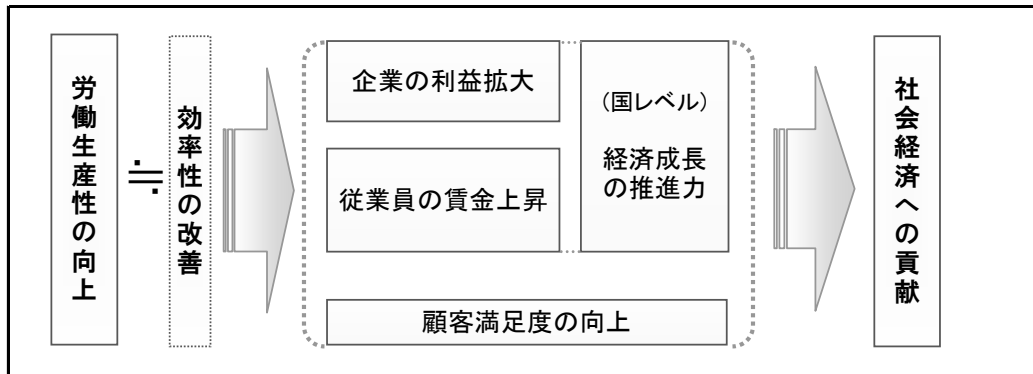 労働生産性の向上
≒
効率性の改善
企業の利益拡大
従業員の賃金上昇
(国レベル)
経済成長
の推進力
顧客満足度の向上
社会経済への貢献